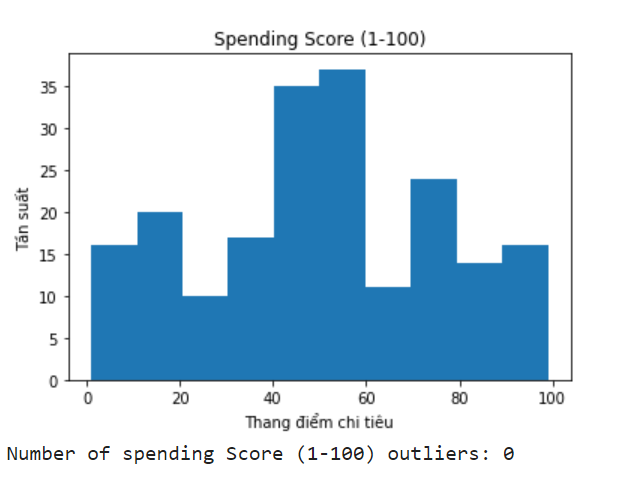 Spending Score (1-100)
35
30
25
20
15
10
5
0
Tần suất
0 20 40 60 80 100
Thang điểm chi tiêu
Number of spending Score (1-100) outliers: 0